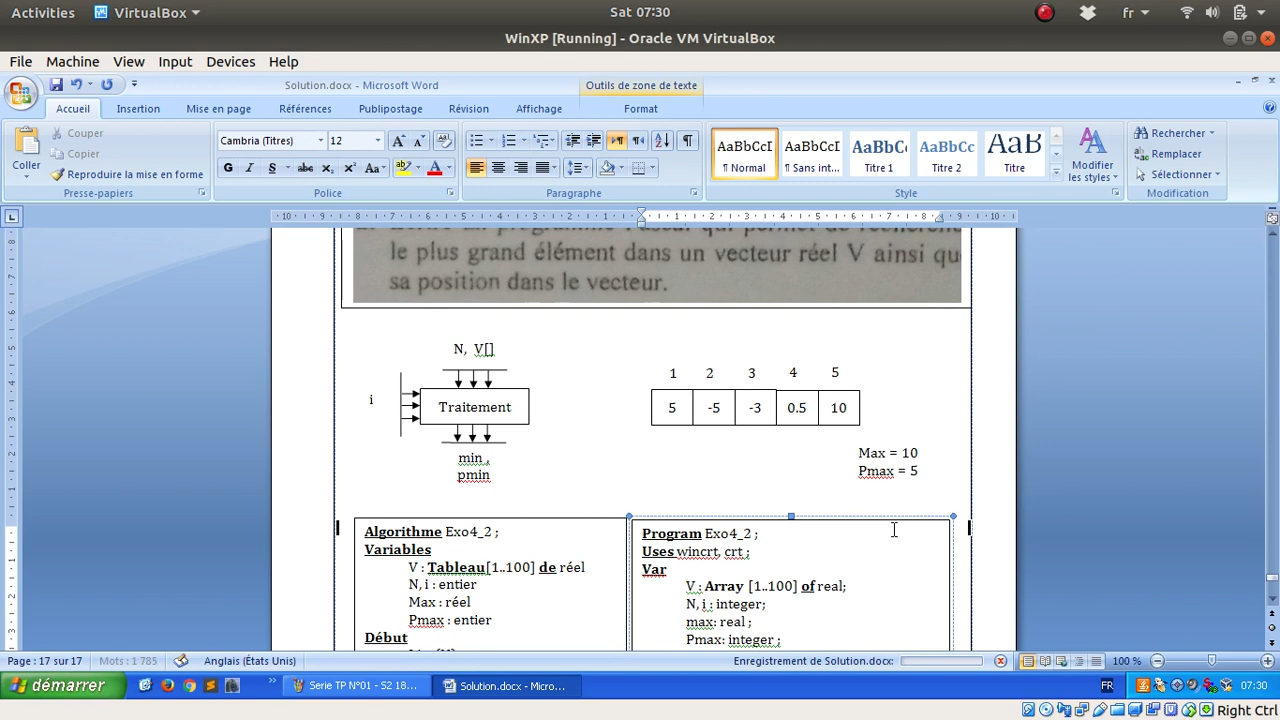 Activities VirtualBox Sat 07:30 fr
WinXP [Running] - Oracle VM VirtualBox
File Machine View Input Devices Help
Solution.docx - Microsoft Word Outils de zone de texte
Accueil Insertion Mise en page Références Publipostage Révision Affichage Format
Coller
Couper
Copier
Reproduire la mise en forme
Presse-papiers
Cambria (Titres) 12
G I S abc x₂ x² Aa
Police
Paragraphe
AaBbCcI AaBbCcI AaBbC AaBbCc AaB
¶ Normal ¶ Sans int... Titre 1 Titre 2 Titre
Modifier les styles
Style
Rechercher
Remplacer
Sélectionner
Modification
le plus grand élément dans un vecteur réel V ainsi que
sa position dans le vecteur.
N, V[]
i
Traitement
min ,
pmin
1 2 3 4 5
5 -5 -3 0.5 10
Max = 10
Pmax = 5
Algorithme Exo4_2 ;
Variables
V : Tableau [1..100] de réel
N, i : entier
Max : réel
Pmax : entier
Début
Program Exo4_2 ;
Uses wincrt, crt ;
Var
V : Array [1..100] of real;
N, i : integer;
max: real ;
Pmax: integer ;
Page : 17 sur 17 Mots : 1 785 Anglais (États Unis) Enregistrement de Solution.docx: 100 %
démarrer Serie TP N°01 - S2 18... Solution.docx - Micro... FR 07:30
Right Ctrl